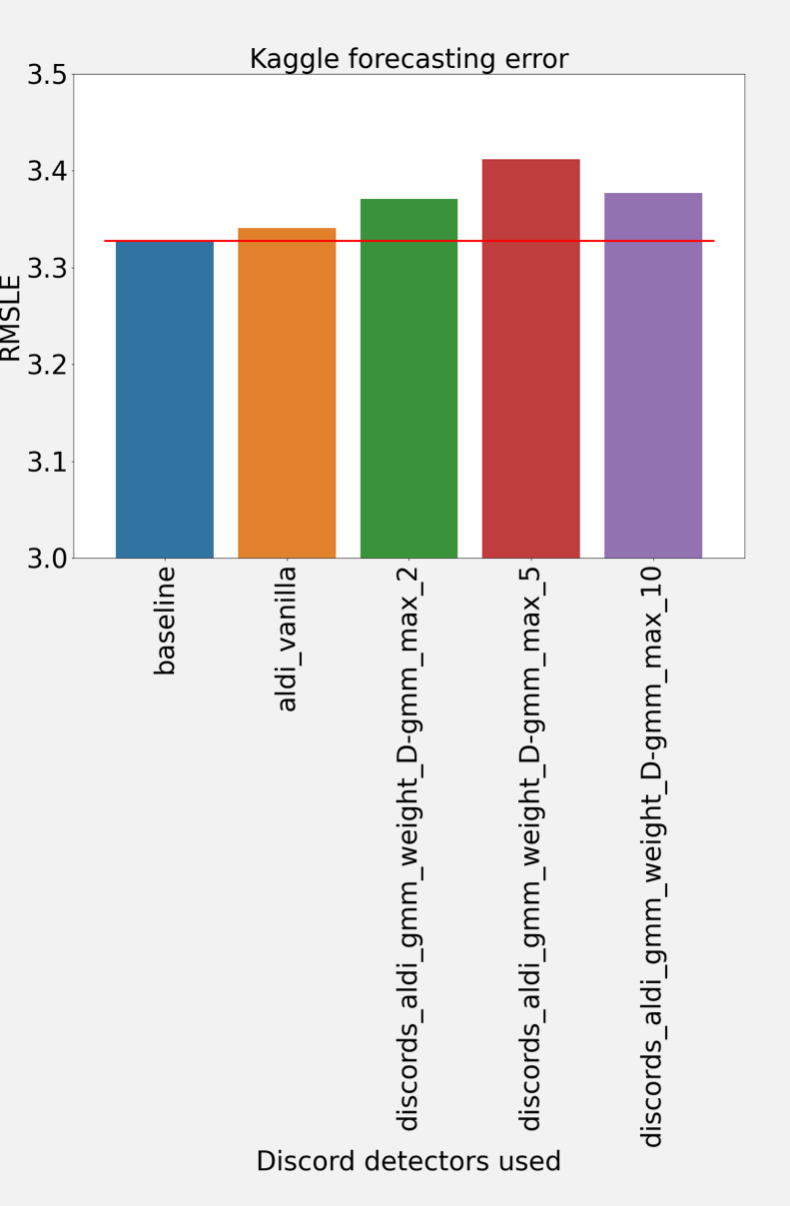 Kaggle forecasting error
3.5
3.4
3.3
3.2
3.1
3.0
RMSLE
baseline
aldi_vanilla
discords_aldi_gmm_weight_D-gmm_max_2
discords_aldi_gmm_weight_D-gmm_max_5
discords_aldi_gmm_weight_D-gmm_max_10
Discord detectors used